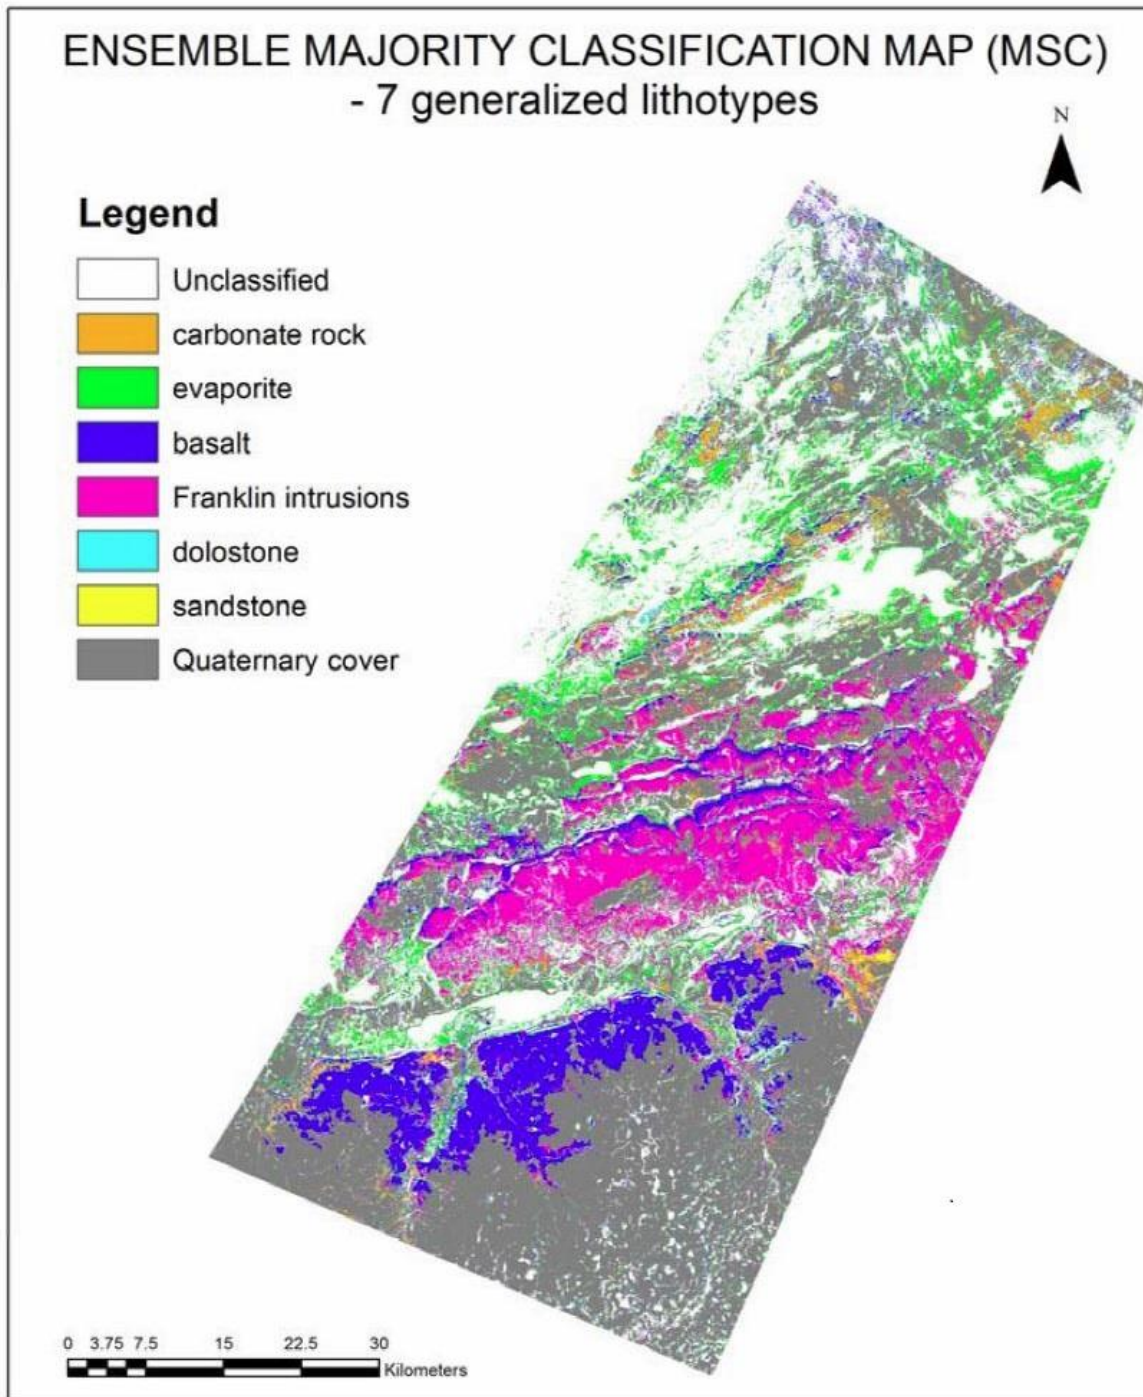 ENSEMBLE MAJORITY CLASSIFICATION MAP (MSC)
- 7 generalized lithotypes
N
Legend
Unclassified
carbonate rock
evaporite
basalt
Franklin intrusions
dolostone
sandstone
Quaternary cover
0 3.75 7.5 15 22.5 30
Kilometers